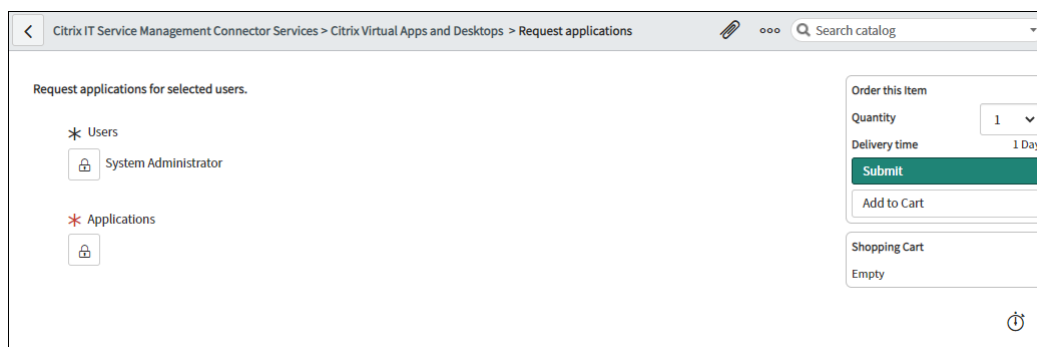 Citrix IT Service Management Connector Services > Citrix Virtual Apps and Desktops > Request applications
Search catalog
Request applications for selected users.
Users
System Administrator
Applications
Order this Item
Quantity 1
Delivery time 1 Day
Submit
Add to Cart
Shopping Cart
Empty